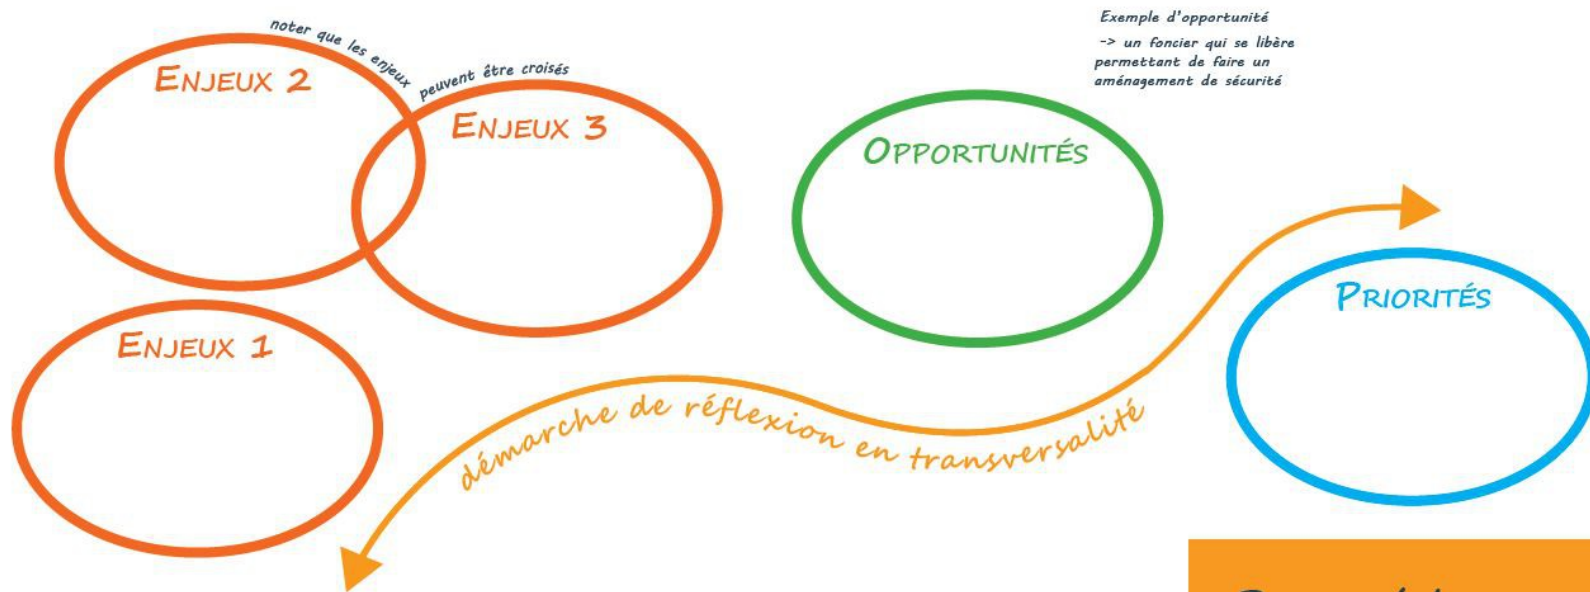 noter que les enjeux
peuvent être croisés
ENJEUX 2
ENJEUX 3
ENJEUX 1
Exemple d'opportunité
-> un foncier qui se libère
permettant de faire un
aménagement de sécurité
OPPORTUNITÉS
PRIORITÉS
démarche de réflexion en transversalité